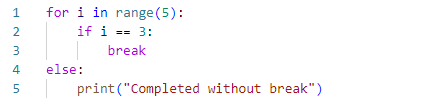 1 for i in range(5):
2     if i == 3:
3         break
4 else:
5     print("Completed without break")